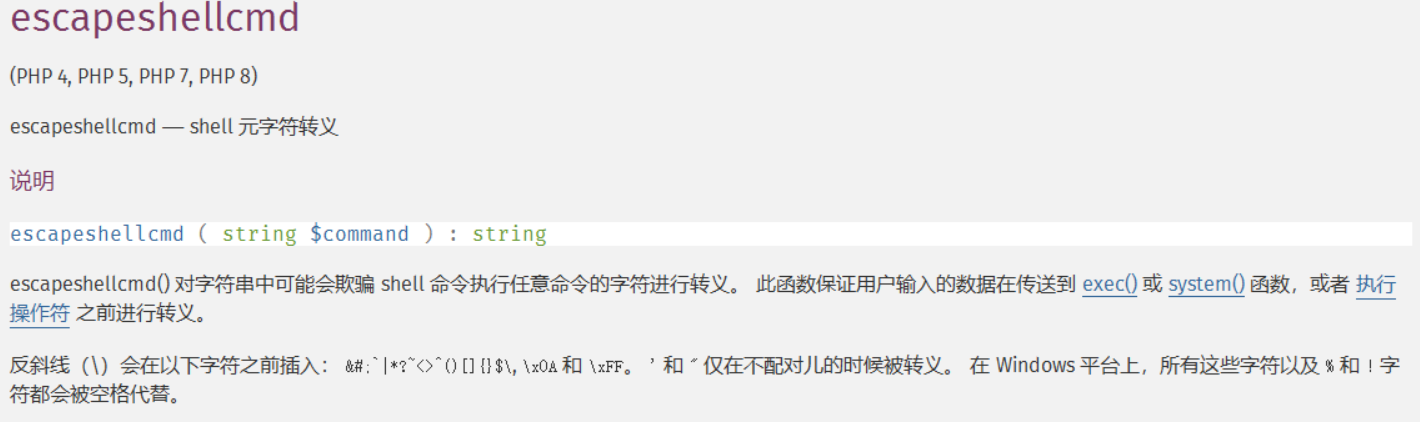 escapeshellcmd
(PHP 4, PHP 5, PHP 7, PHP 8)
escapeshellcmd — shell 元字符转义
说明
escapeshellcmd ( string $command ) : string
escapeshellcmd() 对字符串中可能会欺骗 shell 命令执行任意命令的字符进行转义。 此函数保证用户输入的数据在传送到 exec() 或 system() 函数，或者 执行
操作符 之前进行转义。
反斜线（\）会在以下字符之前插入： &#;`|*?~<>^()[]{}$\, \x0A 和 \xFF。 ' 和 " 仅在不配对儿的时候被转义。 在 Windows 平台上，所有这些字符以及 % 和 ! 字
符都会被空格代替。